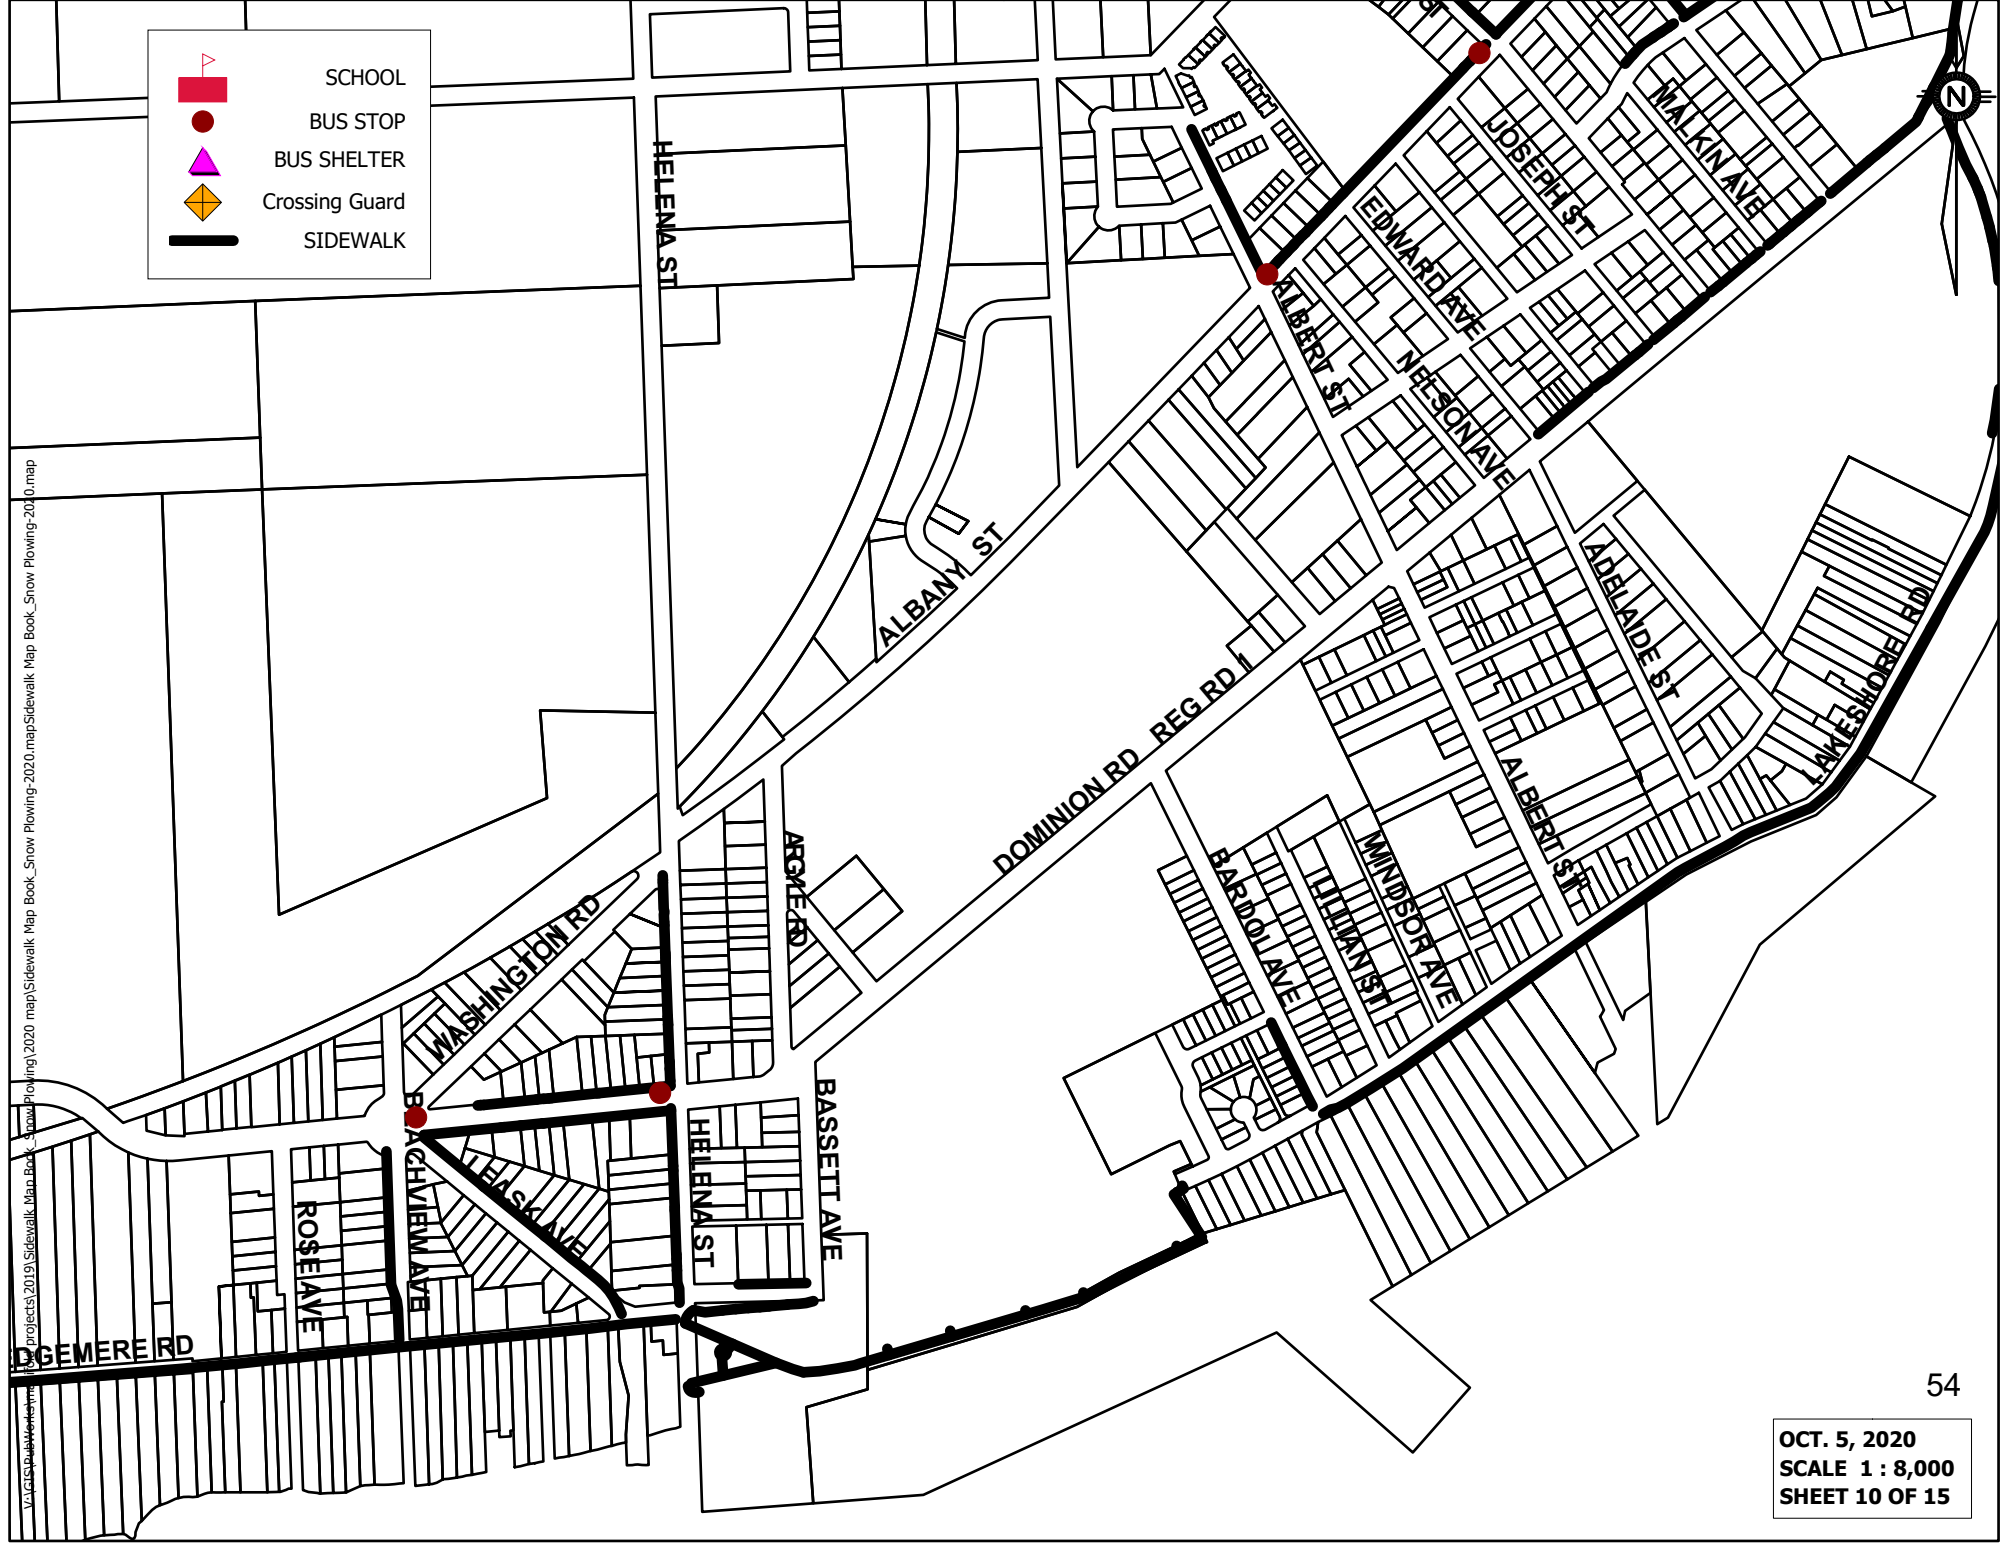 SCHOOL
BUS STOP
BUS SHELTER
Crossing Guard
SIDEWALK
N
ST
MALKIN AVE
JOSEPH ST
HELENA ST
EDWARD AVE
ALBERT ST
NELSON AVE
ALBANY ST
ADELAIDE ST
LAKESHORE RD
DOMINION RD REG RD 1
ALBERT ST
ARGYLE RD
BARDOL AVE
LILLIAN ST
WINDSOR AVE
WASHINGTON RD
BEACHVIEW AVE
LEASK AVE
HELENA ST
BASSETT AVE
ROSE AVE
DGEMERE RD
54
OCT. 5, 2020
SCALE 1 : 8,000
SHEET 10 OF 15